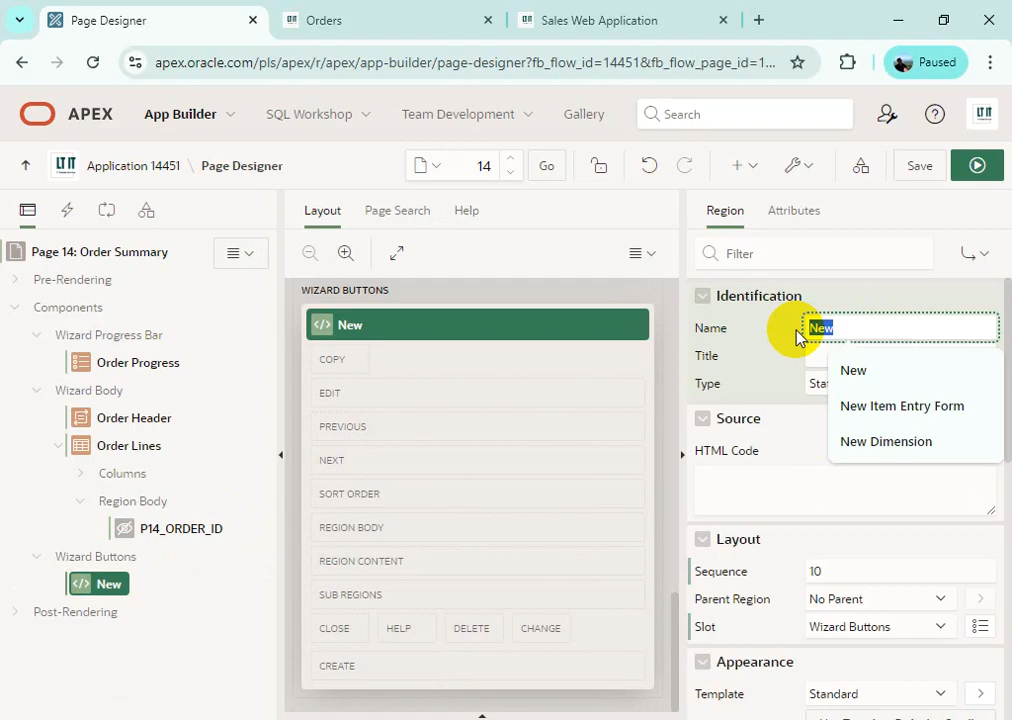 Page Designer
Orders
Sales Web Application
apex.oracle.com/pls/apex/r/apex/app-builder/page-designer?fb_flow_id=14451&fb_flow_page_id=1...
Paused
APEX
App Builder
SQL Workshop
Team Development
Gallery
Search
LT IT
LT IT
Application 14451
\
Page Designer
14
Go
Save
Layout
Page Search
Help
Region
Attributes
Page 14: Order Summary
Pre-Rendering
Components
Wizard Progress Bar
Order Progress
Wizard Body
Order Header
Order Lines
Columns
Region Body
P14_ORDER_ID
Wizard Buttons
New
Post-Rendering
WIZARD BUTTONS
New
COPY
EDIT
PREVIOUS
NEXT
SORT ORDER
REGION BODY
REGION CONTENT
SUB REGIONS
CLOSE
HELP
DELETE
CHANGE
CREATE
Filter
Identification
Name
New
Title
Type
New
New Item Entry Form
New Dimension
Source
HTML Code
Layout
Sequence
10
Parent Region
No Parent
Slot
Wizard Buttons
Appearance
Template
Standard